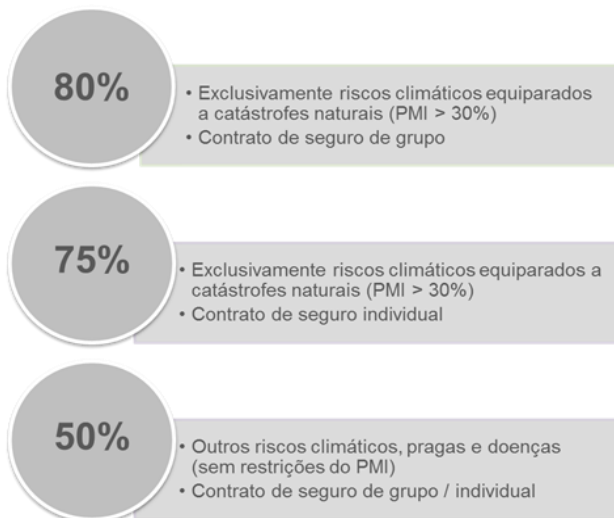 80%
• Exclusivamente riscos climáticos equiparados
a catástrofes naturais (PMI > 30%)
• Contrato de seguro de grupo
75%
• Exclusivamente riscos climáticos equiparados a
catástrofes naturais (PMI > 30%)
• Contrato de seguro individual
50%
• Outros riscos climáticos, pragas e doenças
(sem restrições do PMI)
• Contrato de seguro de grupo / individual